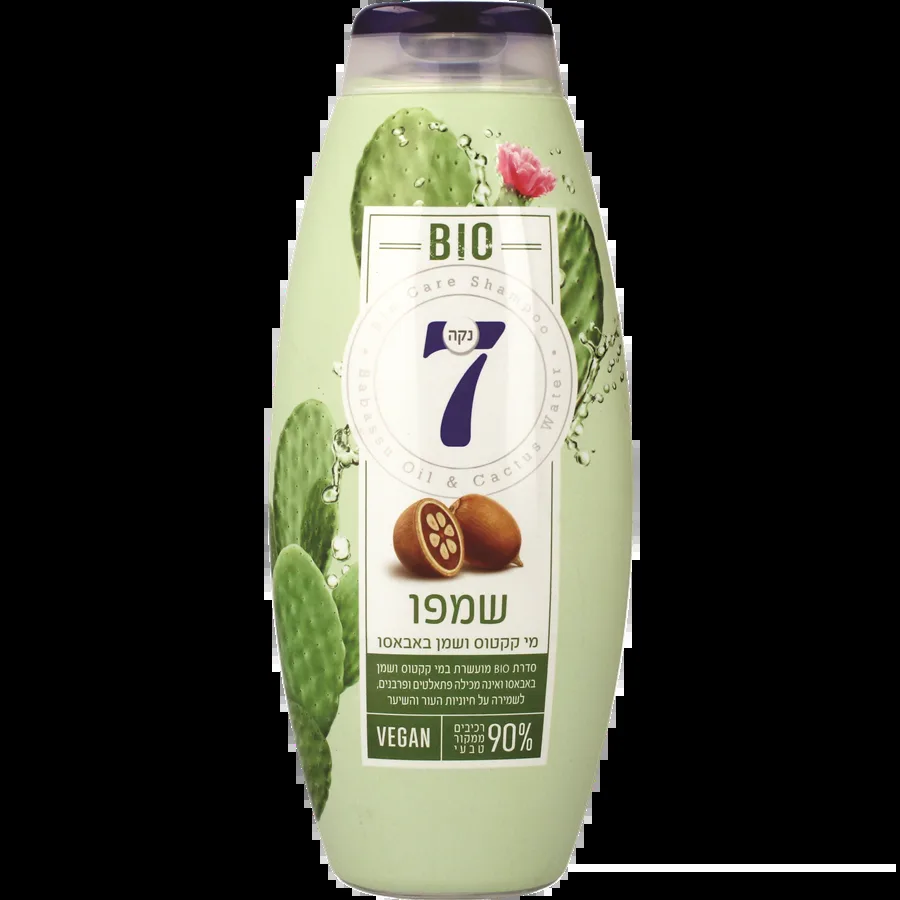 BIO
Bio Care Shampoo • Babassu Oil & Cactus Water •
נקה
7
שמפו
מי קקטוס ושמן באבאסו
סדרת BIO מועשרת במי קקטוס ושמן
באבאסו ואינה מכילה פתאלטים ופרבנים,
לשמירה על חיוניות העור והשיער
90% רכיבים
ממקור
טבעי
VEGAN